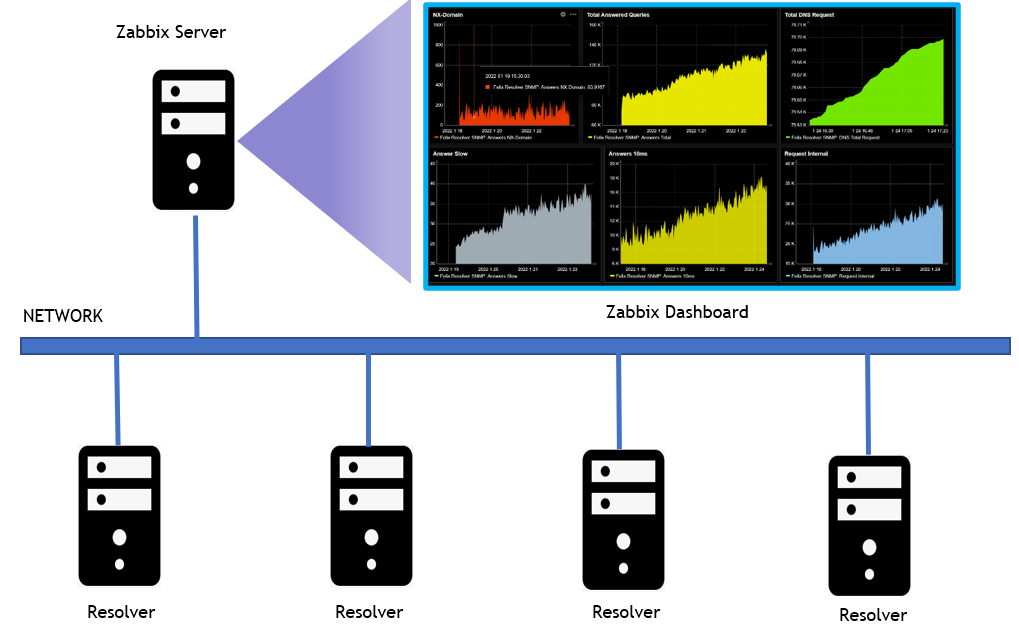 Zabbix Server
NX-Domain
1000
800
600
400
200
0
2022 01 19 15:30:03
Felix Resolver SNMP: Answers NX Domain: 83.9167
2022 1 18
2022 1 20
2022 1 22
Felix Resolver SNMP: Answers NX-Domain
Total Answered Queries
160 K
140 K
120 K
100 K
80 K
60 K
2022 1 18
2022 1 20
2022 1 21
2022 1 23
Felix Resolver SNMP: Answers Total
Total DNS Request
79.71 K
79.70 K
79.68 K
79.67 K
79.66 K
79.65 K
79.64 K
79.63 K
1 24 16:30
1 24 16:48
1 24 17:05
1 24 17:23
Felix Resolver SNMP: DNS Total Request
Answer Slow
45
40
35
30
25
20
2022 1 18
2022 1 20
2022 1 21
2022 1 23
Felix Resolver SNMP: Answers Slow
Answers 10ms
20 K
18 K
16 K
14 K
12 K
10 K
8 K
6 K
2022 1 21
2022 1 22
2022 1 24
Felix Resolver SNMP: Answers 10ms
Request Internal
40 K
35 K
30 K
25 K
20 K
15 K
2022 1 18
2022 1 20
2022 1 22
2022 1 24
Felix Resolver SNMP: Request Internal
Zabbix Dashboard
NETWORK
Resolver
Resolver
Resolver
Resolver